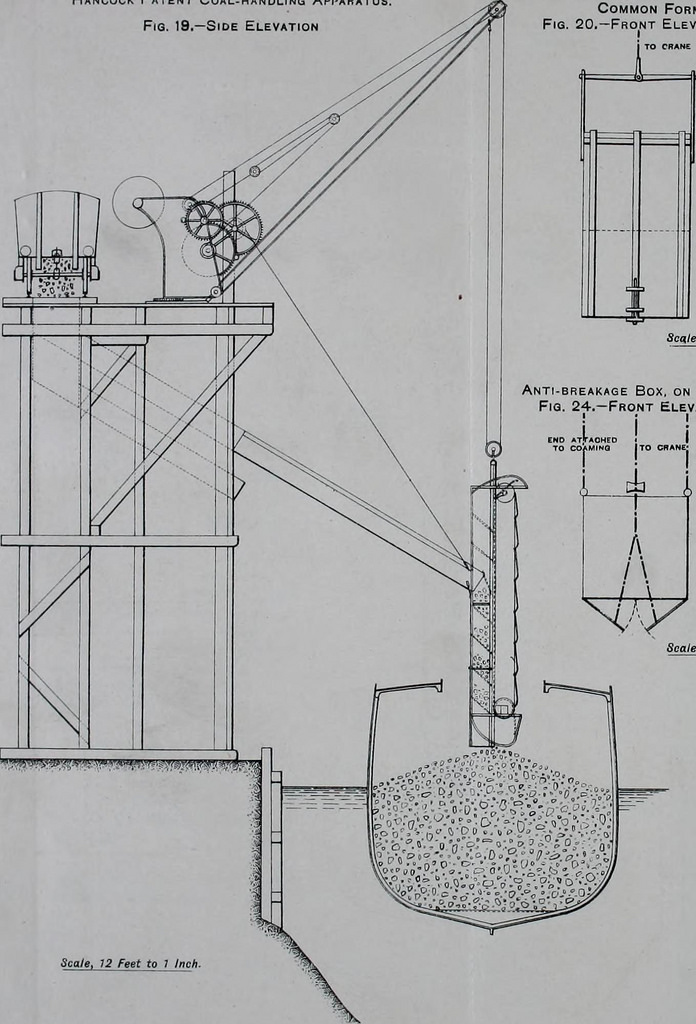 HANCOCK PATENT COAL-HANDLING APPARATUS.
FIG. 19.—SIDE ELEVATION
COMMON FOR
FIG. 20.—FRONT ELEV
TO CRANE
Scale
ANTI-BREAKAGE BOX, ON
FIG. 24.—FRONT ELEV.
END ATTACHED
TO COAMING
TO CRANE
Scale
Scale, 12 Feet to 1 Inch.